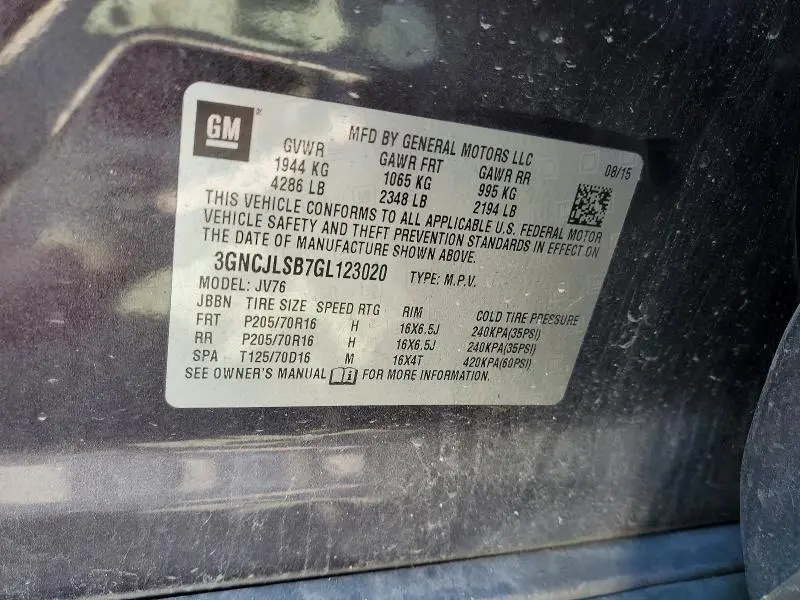 GM
MFD BY GENERAL MOTORS LLC
08/15
GVWR GAWR FRT GAWR RR
1944 KG 1065 KG 995 KG
4286 LB 2348 LB 2194 LB
THIS VEHICLE CONFORMS TO ALL APPLICABLE U.S. FEDERAL MOTOR
VEHICLE SAFETY AND THEFT PREVENTION STANDARDS IN EFFECT ON
THE DATE OF MANUFACTURE SHOWN ABOVE.
3GNCJLSB7GL123020 TYPE: M.P.V.
MODEL: JV76
JBBN TIRE SIZE SPEED RTG RIM COLD TIRE PRESSURE
FRT P205/70R16 H 16X6.5J 240KPA(35PSI)
RR P205/70R16 H 16X6.5J 240KPA(35PSI)
SPA T125/70D16 M 16X4T 420KPA(60PSI)
SEE OWNER'S MANUAL FOR MORE INFORMATION.